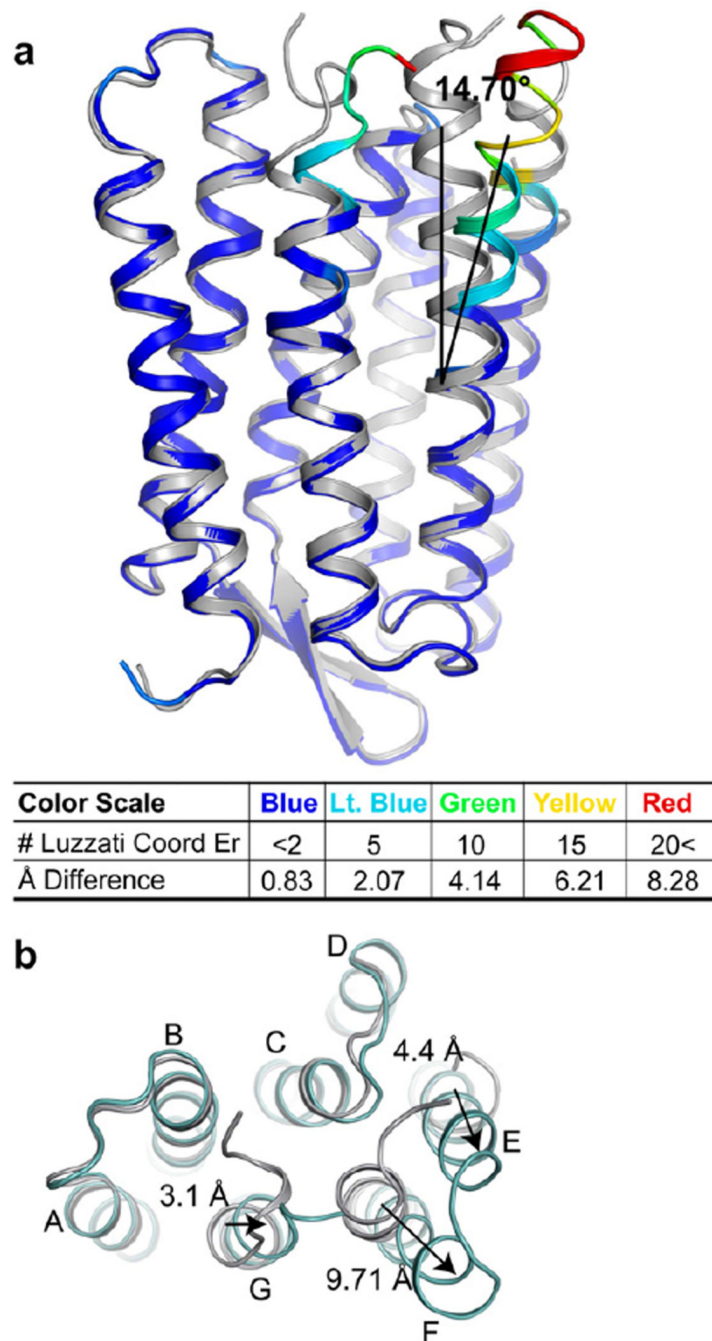 a
14.70°
Color Scale Blue Lt. Blue Green Yellow Red
# Luzzati Coord Er <2 5 10 15 20<
Å Difference 0.83 2.07 4.14 6.21 8.28
b
D
B
C
4.4 Å
E
3.1 Å
A
G
9.71 Å
F